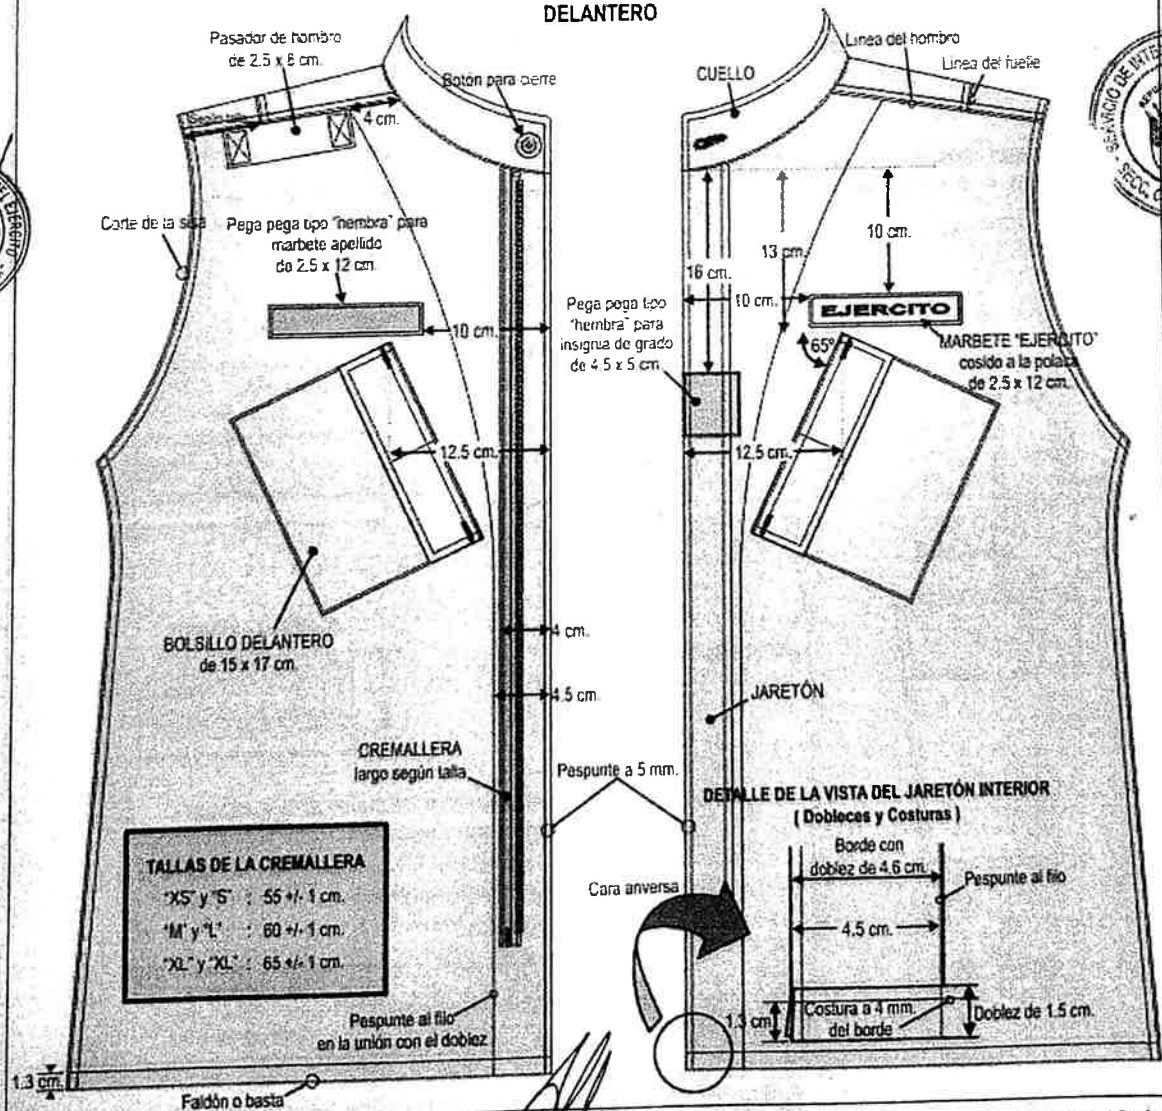 DELANTERO
Pasador de hombro
de 2.5 x 8 cm.
4 cm.
Botón para cierre
CUELLO
Linea del hombro
Linea del fuelle
Corte de la sisa
Pega pega tipo "hembra" para
marbete apellido
de 2.5 x 12 cm.
10 cm.
16 cm.
13 cm.
10 cm.
10 cm.
EJERCITO
MARBETE "EJERCITO"
cosido a la polaca
de 2.5 x 12 cm.
65°
Pega pega tipo
"hembra" para
insignia de grado
de 4.5 x 5 cm.
12.5 cm.
12.5 cm.
BOLSILLO DELANTERO
de 15 x 17 cm.
4 cm.
4.5 cm.
CREMALLERA
largo según talla
Pespunte a 5 mm.
JARETÓN
TALLAS DE LA CREMALLERA
"XS" y "S" : 55 +/- 1 cm.
"M" y "L" : 60 +/- 1 cm.
"XL" y "XL" : 65 +/- 1 cm.
Pespunte al filo
en la unión con el doblez
1.3 cm.
Faldón o basta
DETALLE DE LA VISTA DEL JARETÓN INTERIOR
( Dobleces y Costuras )
Borde con
doblez de 4.6 cm.
Pespunte al filo
Cara anversa
4.5 cm.
1.3 cm.
Costura a 4 mm.
del borde
Doblez de 1.5 cm.
SERVICIO DE